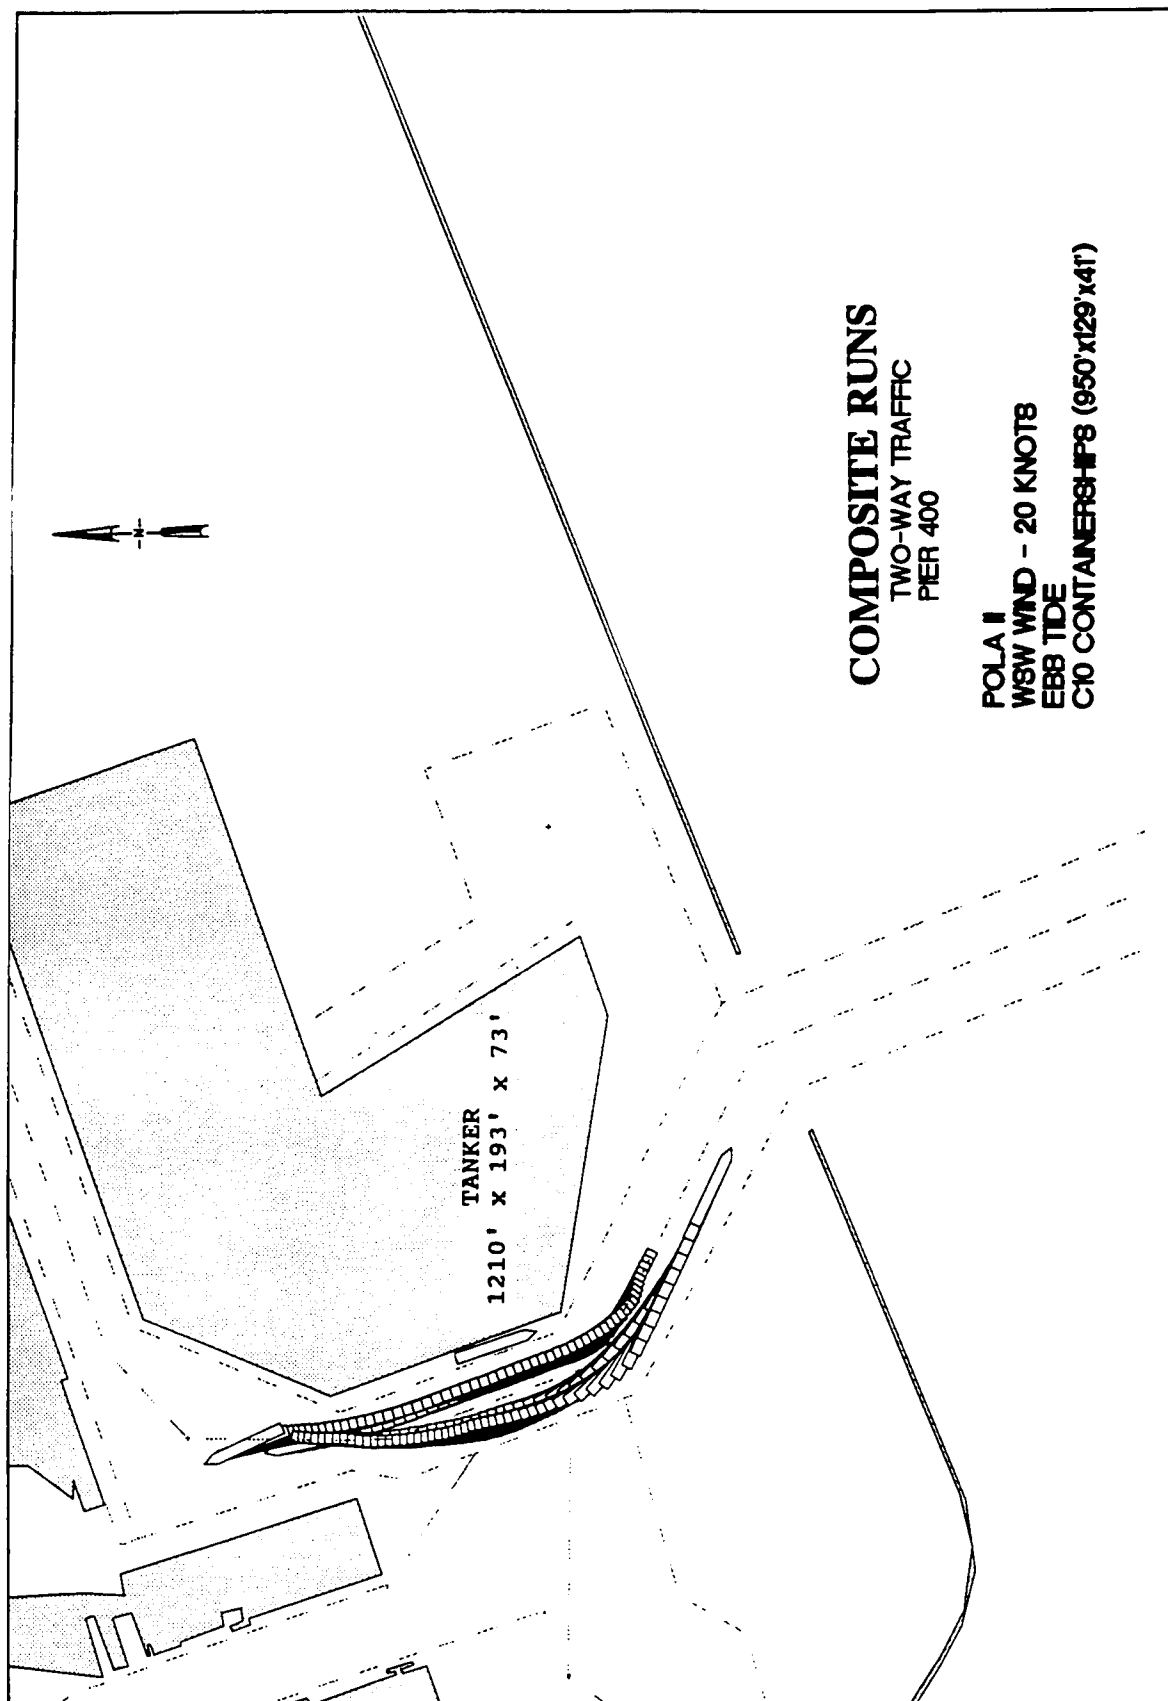 N
TANKER
1210' x 193' x 73'
COMPOSITE RUNS
TWO-WAY TRAFFIC
PIER 400
POLA II
WSW WIND - 20 KNOTS
EBB TIDE
C10 CONTAINERSHIPS (950'x129'x41')